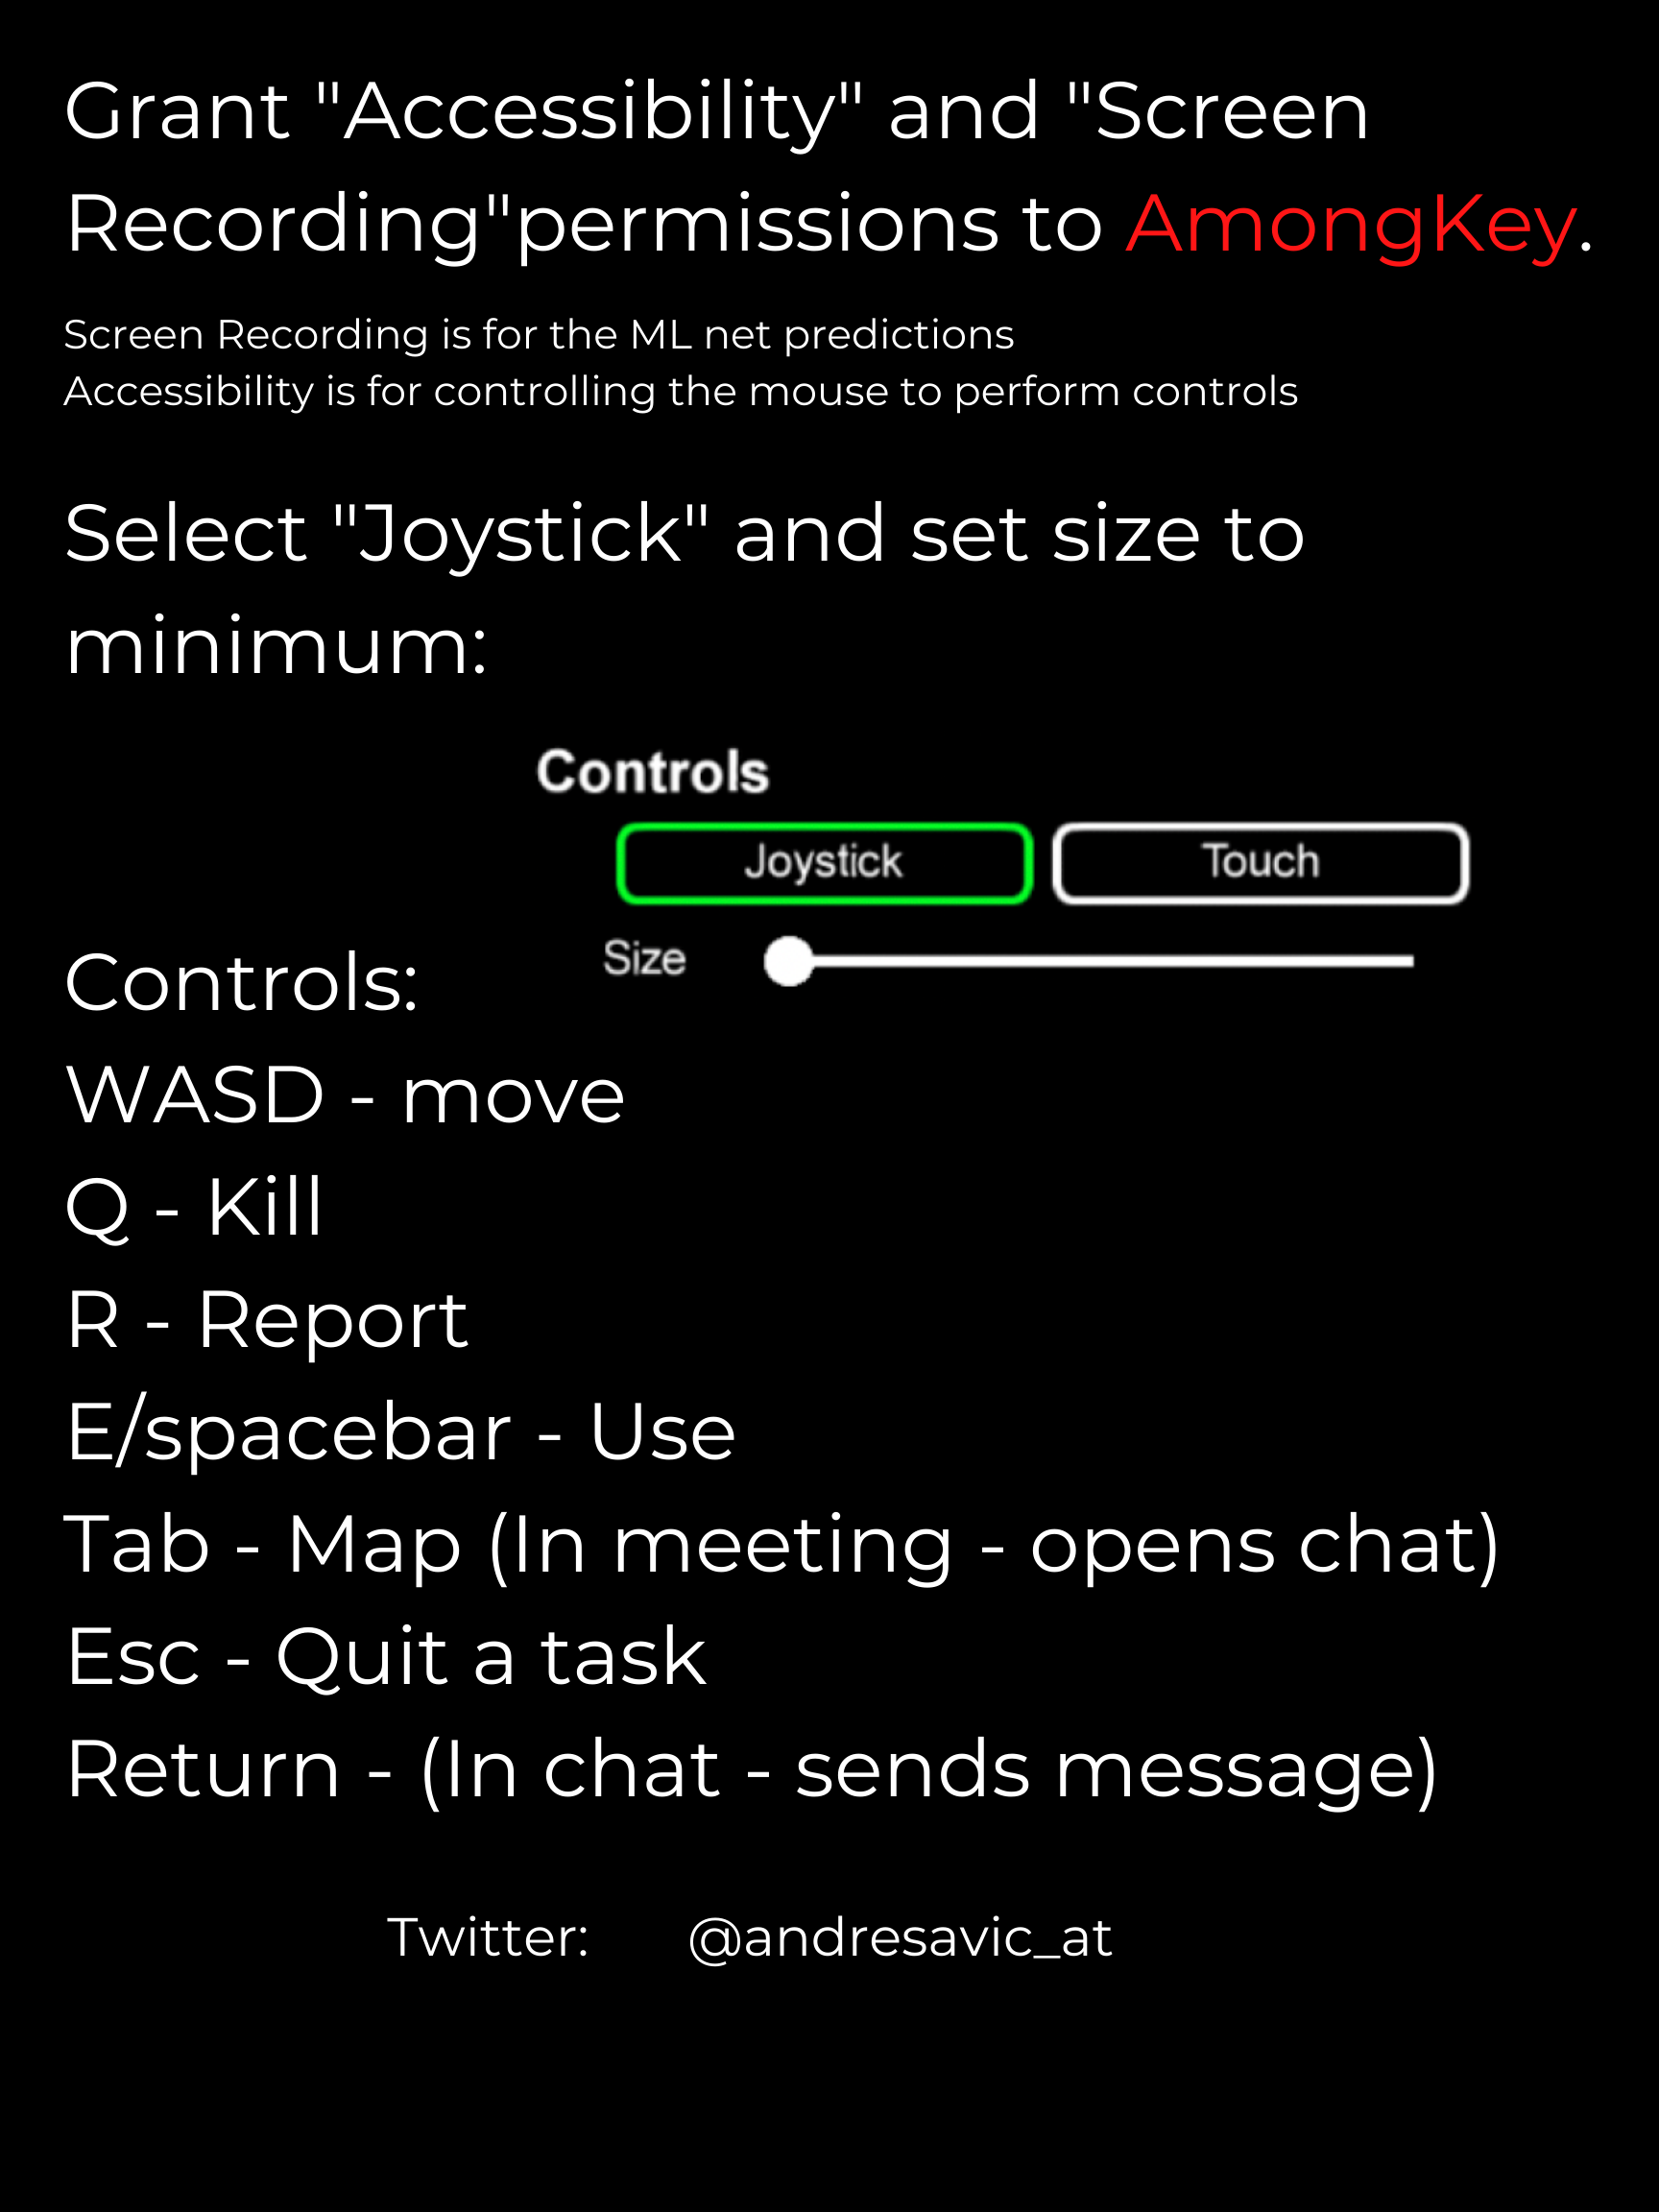 Grant "Accessibility" and "Screen
Recording"permissions to AmongKey.
Screen Recording is for the ML net predictions
Accessibility is for controlling the mouse to perform controls
Select "Joystick" and set size to
minimum:
Controls
Joystick Touch
Size
Controls:
WASD - move
Q - Kill
R - Report
E/spacebar - Use
Tab - Map (In meeting - opens chat)
Esc - Quit a task
Return - (In chat - sends message)
Twitter: @andresavic_at